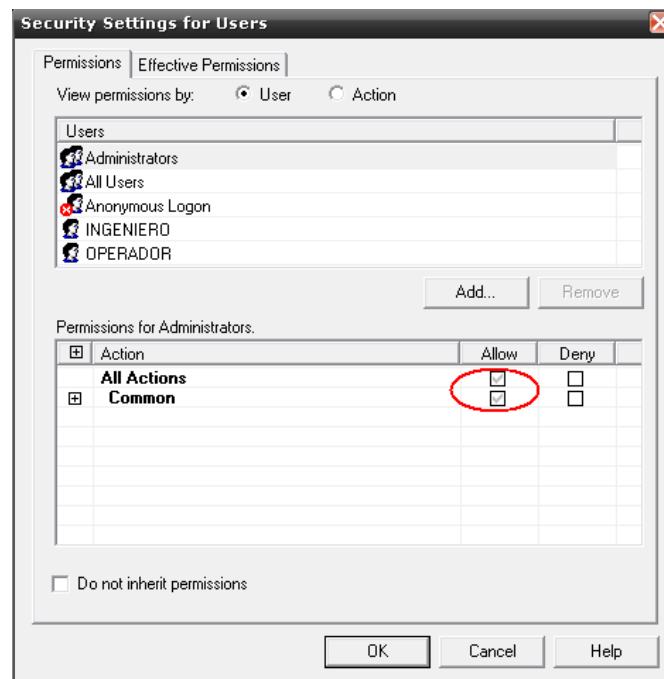 Security Settings for Users
Permissions Effective Permissions
View permissions by: User Action
Users
Administrators
All Users
Anonymous Logon
INGENIERO
OPERADOR
Add... Remove
Permissions for Administrators.
Action Allow Deny
All Actions
Common
Do not inherit permissions
OK Cancel Help